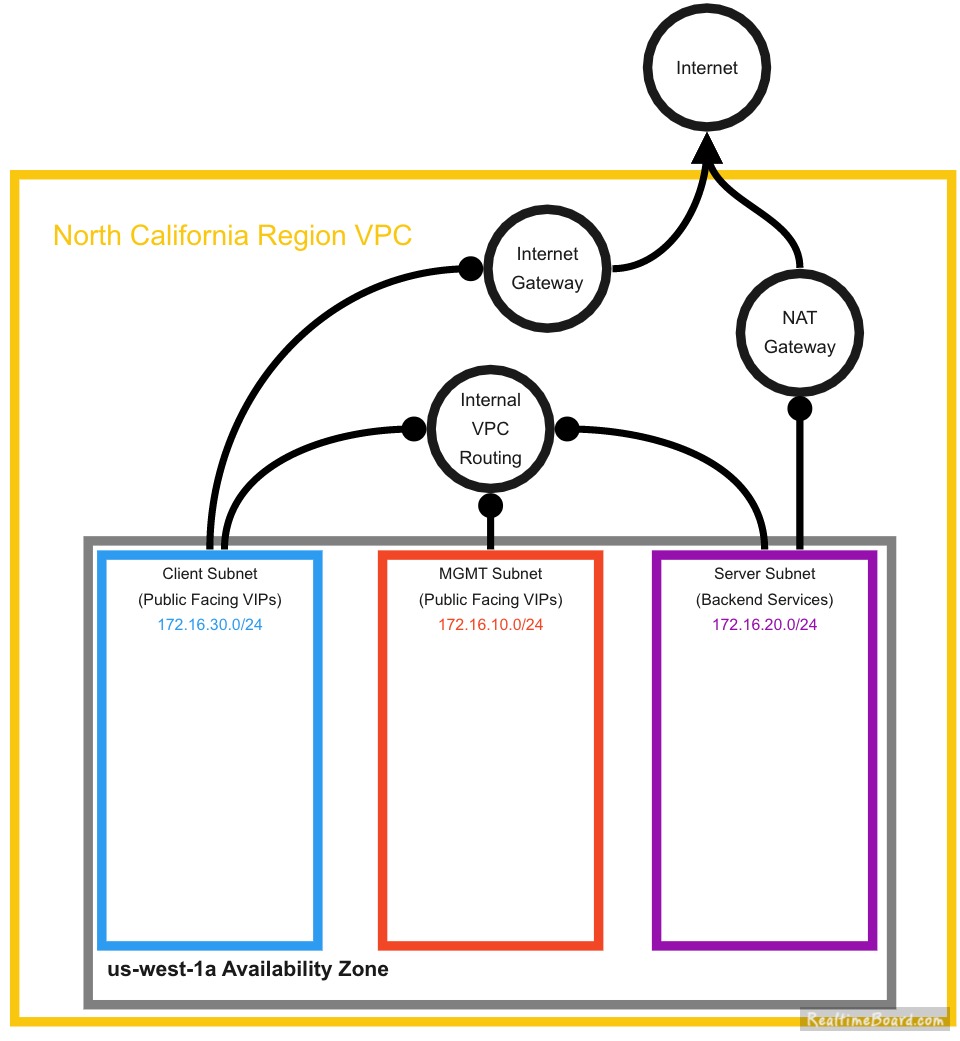 Internet
North California Region VPC
Internet
Gateway
NAT
Gateway
Internal
VPC
Routing
Client Subnet
(Public Facing VIPs)
172.16.30.0/24
MGMT Subnet
(Public Facing VIPs)
172.16.10.0/24
Server Subnet
(Backend Services)
172.16.20.0/24
us-west-1a Availability Zone
RealtimeBoard.com